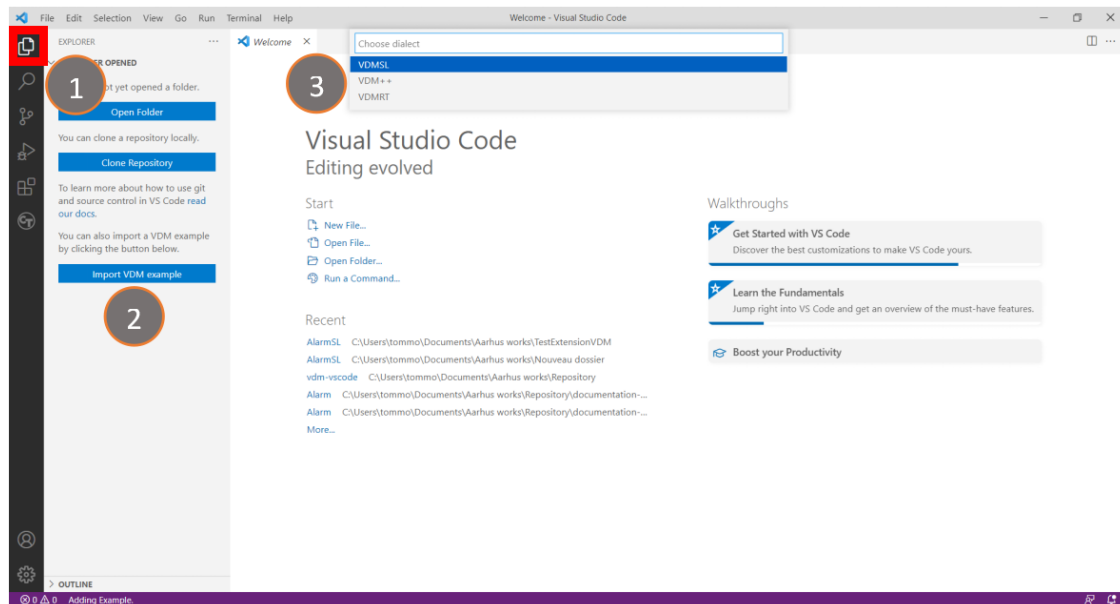 File Edit Selection View Go Run Terminal Help
Welcome - Visual Studio Code
EXPLORER
Welcome
Choose dialect
R OPENED
VDMSL
1
ot yet opened a folder.
3
VDM++
VDMRT
Open Folder
You can clone a repository locally.
Clone Repository
To learn more about how to use git
and source control in VS Code read
our docs.
You can also import a VDM example
by clicking the button below.
Import VDM example
2
Visual Studio Code
Editing evolved
Start
New File...
Open File...
Open Folder...
Run a Command...
Recent
AlarmSL C:\Users\tommo\Documents\Aarhus works\TestExtensionVDM
AlarmSL C:\Users\tommo\Documents\Aarhus works\Nouveau dossier
vdm-vscode C:\Users\tommo\Documents\Aarhus works\Repository
Alarm C:\Users\tommo\Documents\Aarhus works\Repository\documentation-...
Alarm C:\Users\tommo\Documents\Aarhus works\Repository\documentation-...
More...
Walkthroughs
Get Started with VS Code
Discover the best customizations to make VS Code yours.
Learn the Fundamentals
Jump right into VS Code and get an overview of the must-have features.
Boost your Productivity
OUTLINE
0 0 Adding Example.